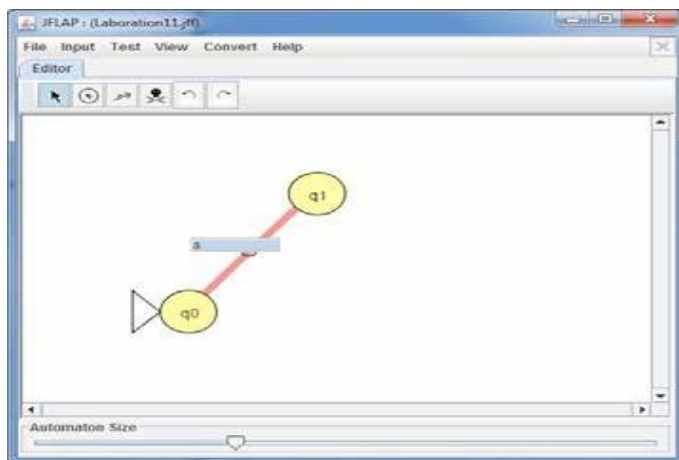 JFLAP : (Laboration11.jff)
File Input Test View Convert Help
Editor
q1
a
q0
Automaton Size